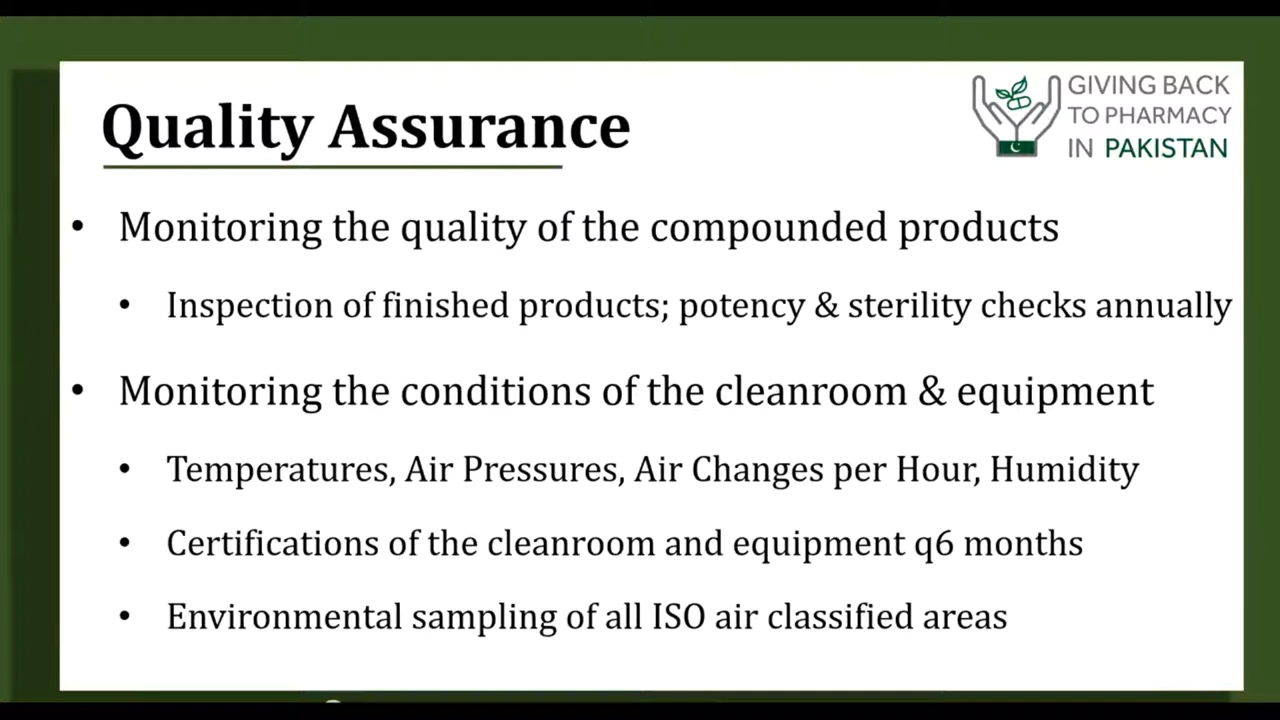 Quality Assurance
GIVING BACK
TO PHARMACY
IN PAKISTAN
• Monitoring the quality of the compounded products
• Inspection of finished products; potency & sterility checks annually
• Monitoring the conditions of the cleanroom & equipment
• Temperatures, Air Pressures, Air Changes per Hour, Humidity
• Certifications of the cleanroom and equipment q6 months
• Environmental sampling of all ISO air classified areas